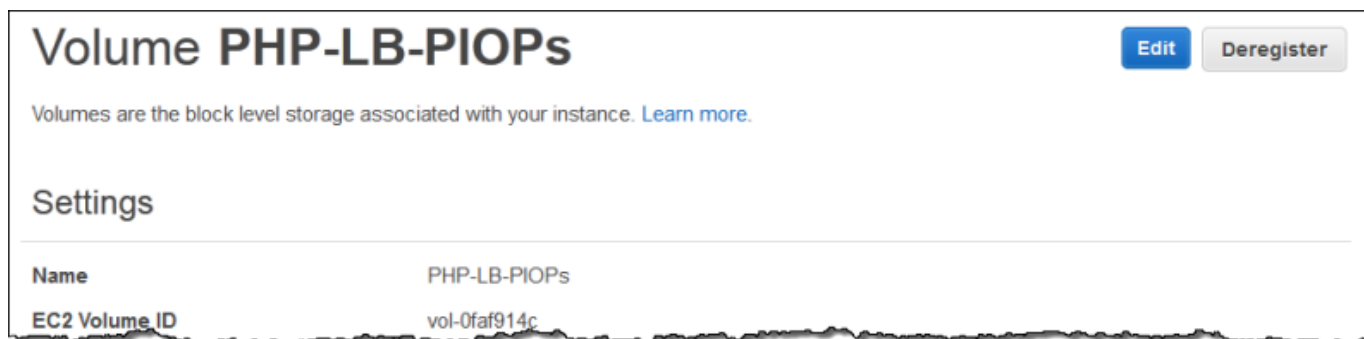 Volume PHP-LB-PIOPs
Edit
Deregister
Volumes are the block level storage associated with your instance. Learn more.
Settings
Name PHP-LB-PIOPs
EC2 Volume ID vol-0faf914c